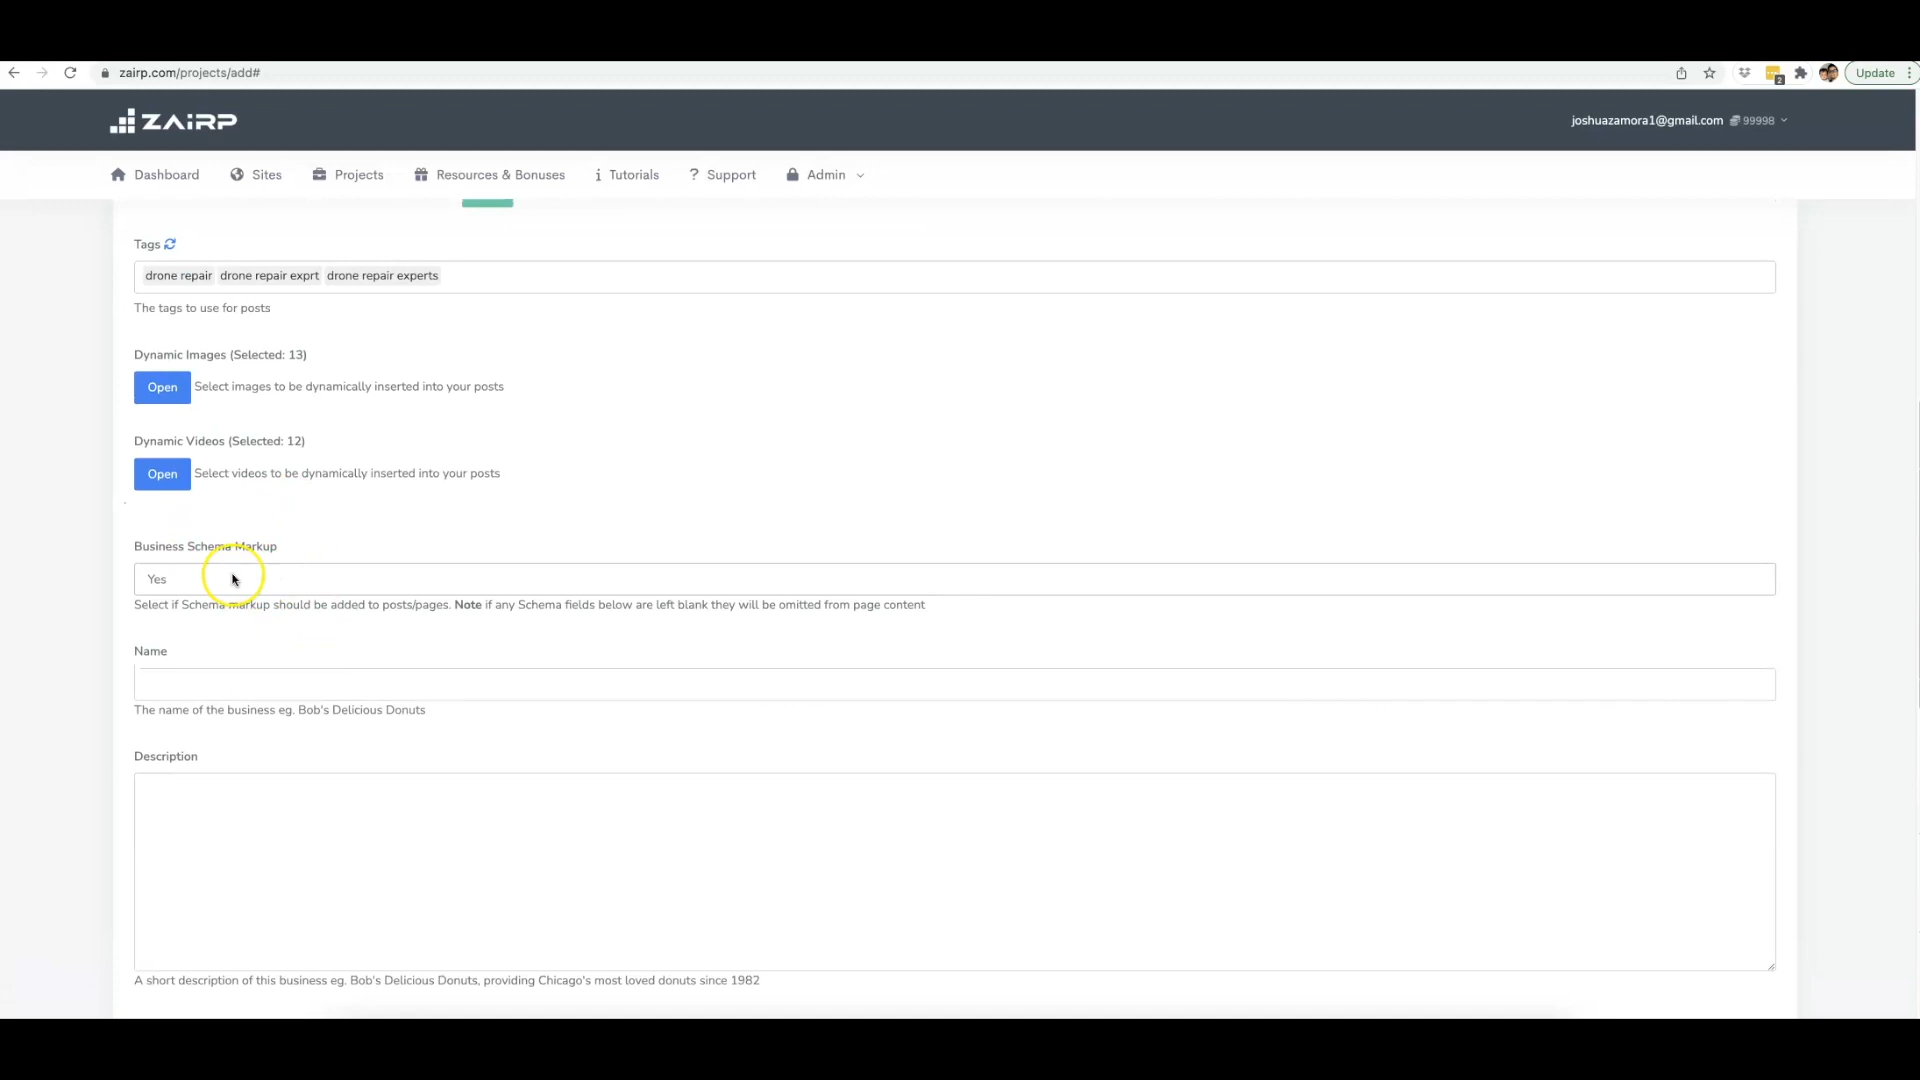 zairp.com/projects/add#
2
Update
ZAiRP
joshuazamora1@gmail.com 99998
Dashboard Sites Projects Resources & Bonuses Tutorials ? Support Admin
Tags
drone repair drone repair exprt drone repair experts
The tags to use for posts
Dynamic Images (Selected: 13)
Open Select images to be dynamically inserted into your posts
Dynamic Videos (Selected: 12)
Open Select videos to be dynamically inserted into your posts
Business Schema Markup
Yes
Select if Schema markup should be added to posts/pages. Note if any Schema fields below are left blank they will be omitted from page content
Name
The name of the business eg. Bob's Delicious Donuts
Description
A short description of this business eg. Bob's Delicious Donuts, providing Chicago's most loved donuts since 1982